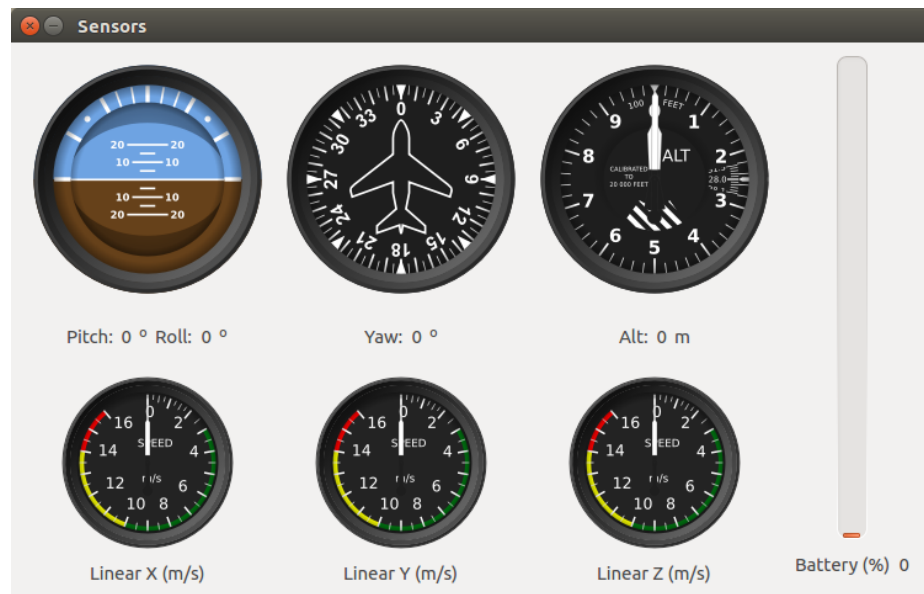 Sensors
20 20
10 10
10 10
20 20
0
3
6
9
12
15
18
21
24
27
30
33
100 FEET
0
1
2
3
4
5
6
7
8
9
ALT
CALIBRATED
TO
20 000 FEET
28.0
Pitch: 0 º Roll: 0 º
Yaw: 0 º
Alt: 0 m
0
2
4
6
8
10
12
14
16
SPEED
m/s
0
2
4
6
8
10
12
14
16
SPEED
m/s
0
2
4
6
8
10
12
14
16
SPEED
m/s
Linear X (m/s)
Linear Y (m/s)
Linear Z (m/s)
Battery (%) 0